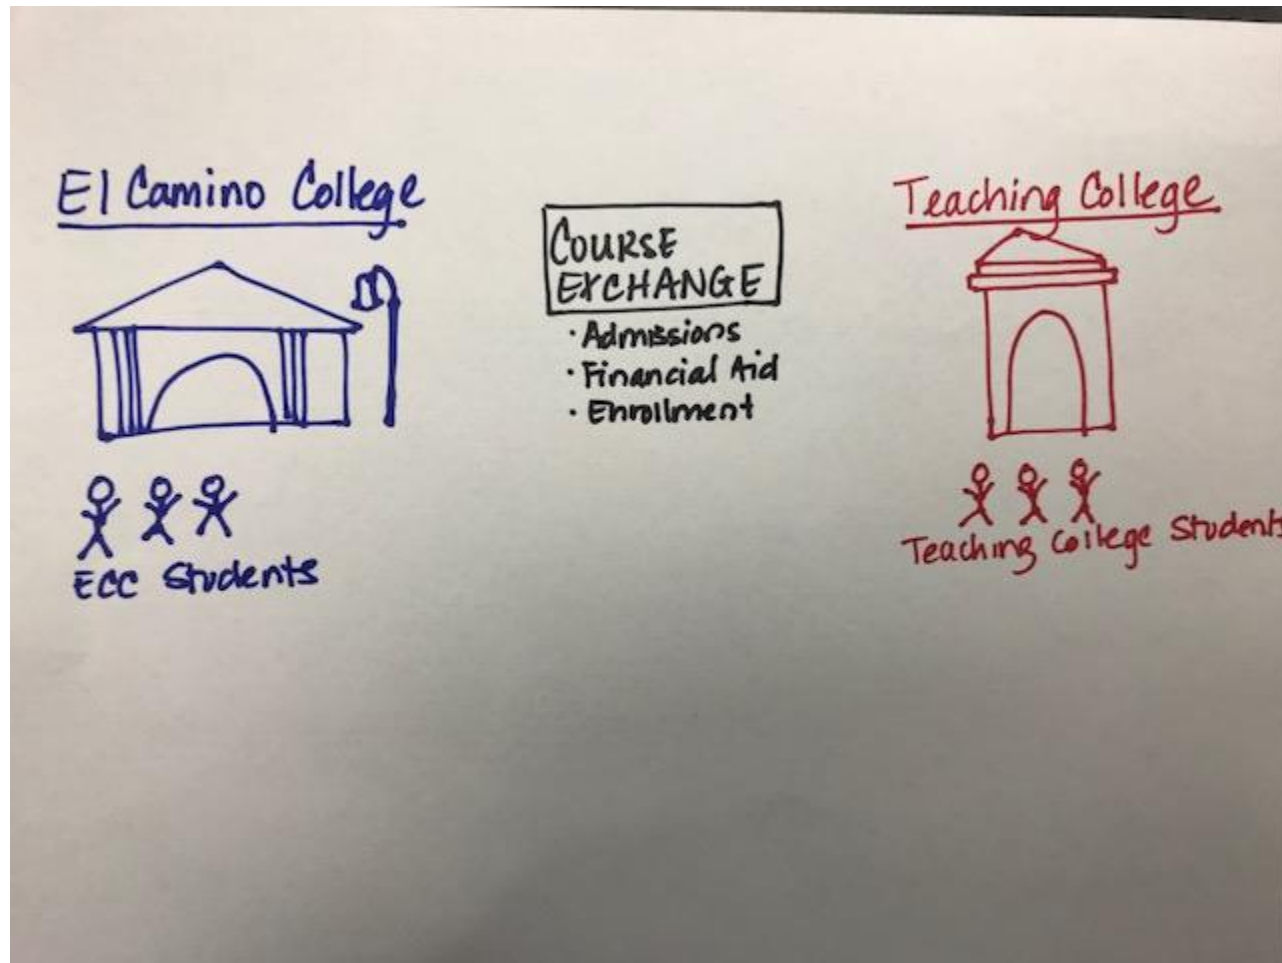 El Camino College
ECC Students
COURSE
EXCHANGE
· Admissions
· Financial Aid
· Enrollment
Teaching College
Teaching College Students